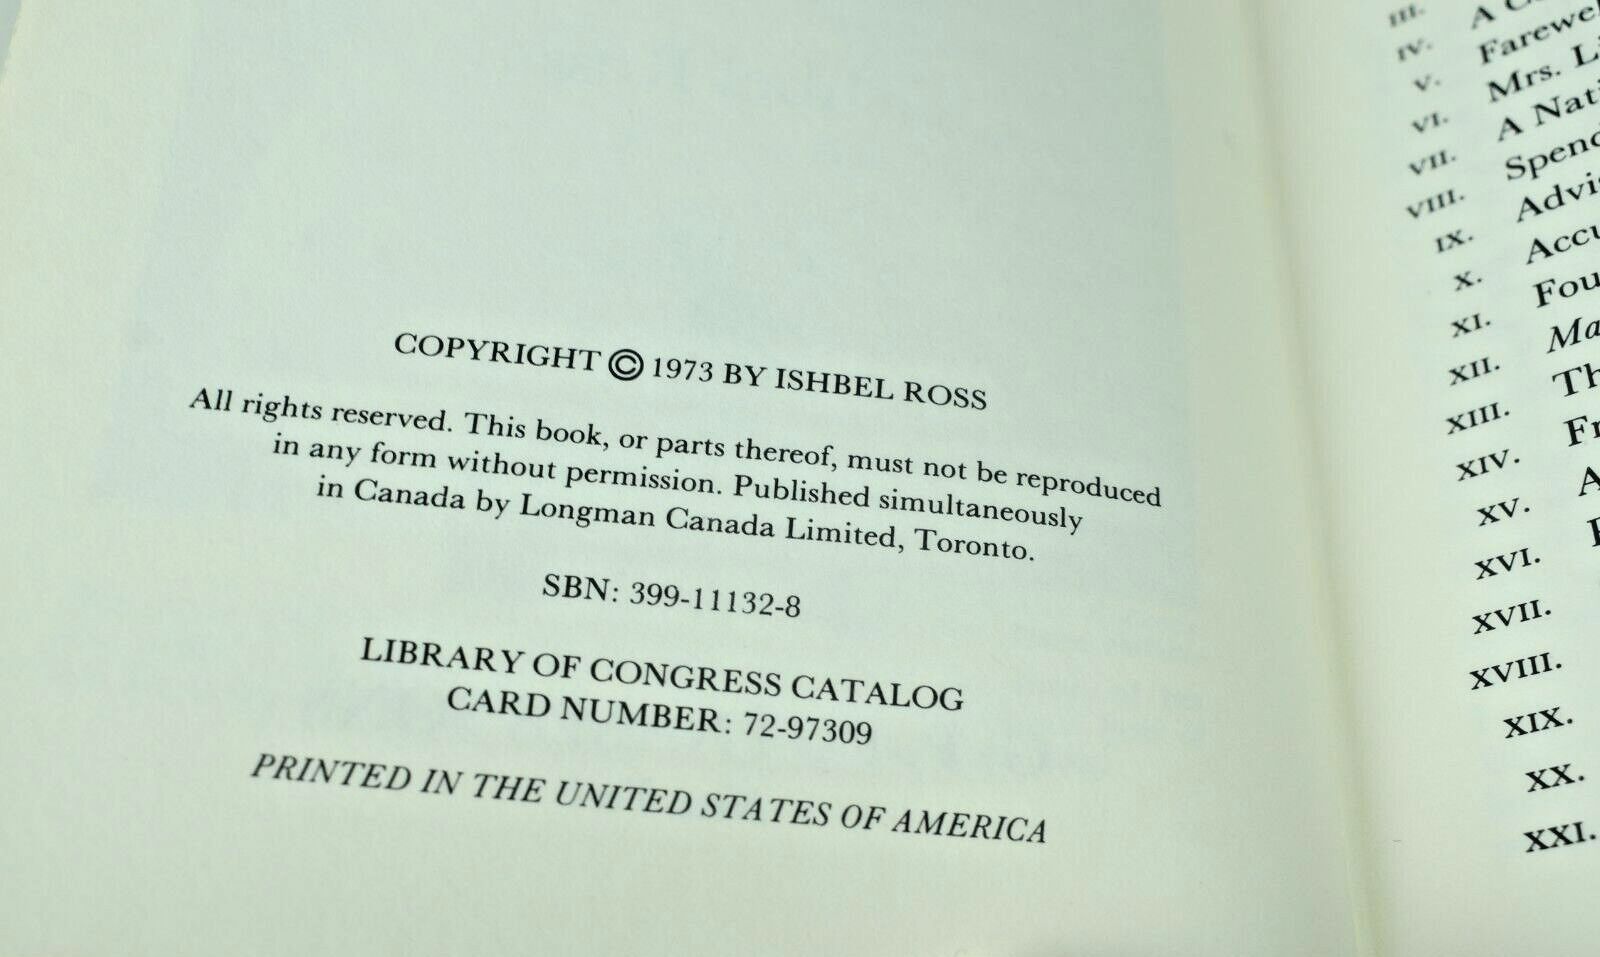 COPYRIGHT © 1973 BY ISHBEL ROSS
All rights reserved. This book, or parts thereof, must not be reproduced
in any form without permission. Published simultaneously
in Canada by Longman Canada Limited, Toronto.
SBN: 399-11132-8
LIBRARY OF CONGRESS CATALOG
CARD NUMBER: 72-97309
PRINTED IN THE UNITED STATES OF AMERICA
III. A
IV.
V. Mrs.
VI. A
VII.
VIII.
IX.
X.
XI.
XII.
XIII.
XIV.
XV.
XVI.
XVII.
XVIII.
XIX.
XX.
XXI.